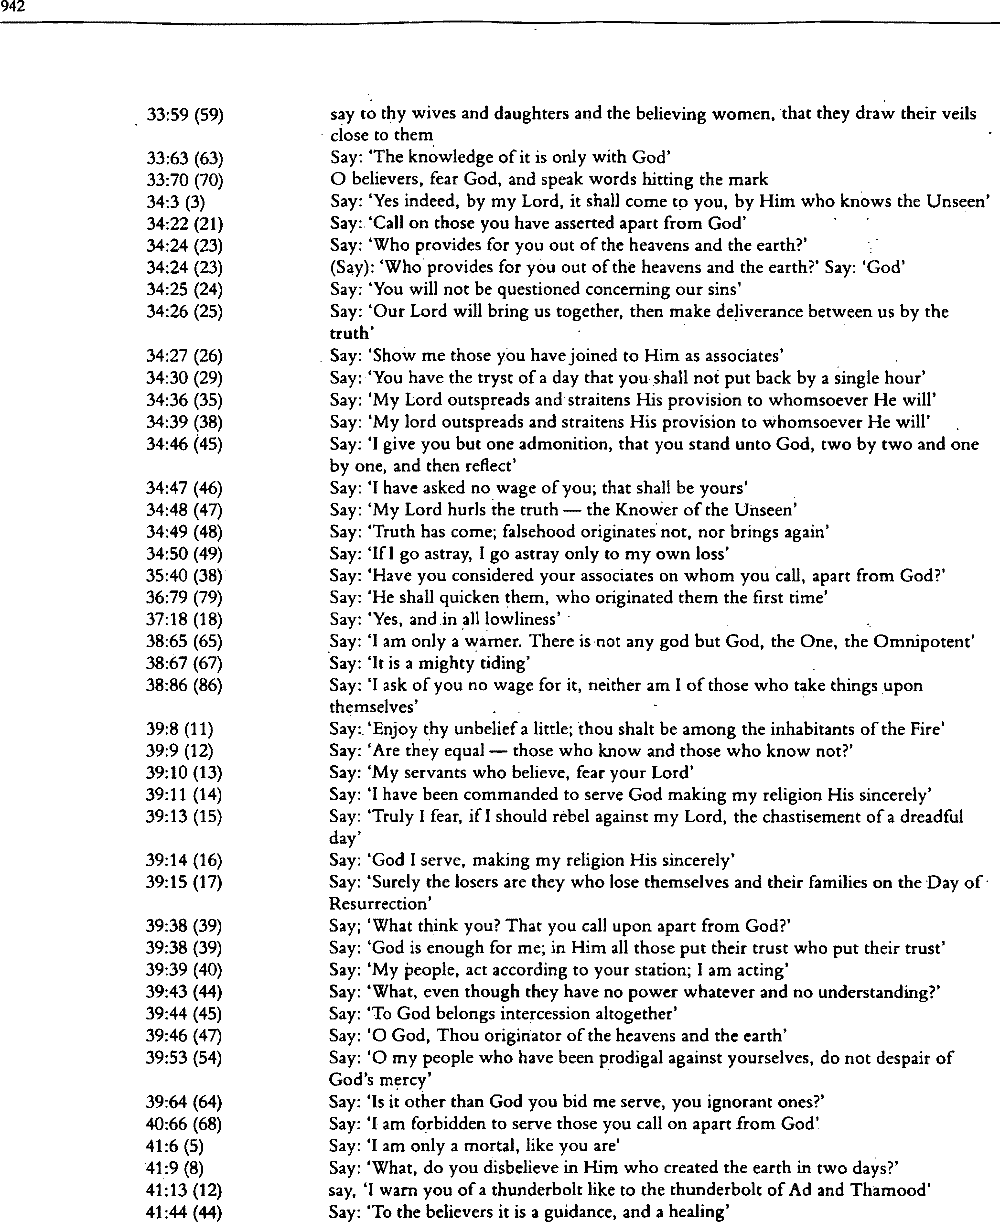 942
33:59 (59) say to thy wives and daughters and the believing women, that they draw their veils
close to them
33:63 (63) Say: ‘The knowledge of it is only with God’
33:70 (70) O believers, fear God, and speak words hitting the mark
34:3 (3) Say: ‘Yes indeed, by my Lord, it shall come to you, by Him who knows the Unseen’
34:22 (21) Say: ‘Call on those you have asserted apart from God’
34:24 (23) Say: ‘Who provides for you out of the heavens and the earth?’
34:24 (23) (Say): ‘Who provides for you out of the heavens and the earth?’ Say: ‘God’
34:25 (24) Say: ‘You will not be questioned concerning our sins’
34:26 (25) Say: ‘Our Lord will bring us together, then make deliverance between us by the
truth’
34:27 (26) Say: ‘Show me those you have joined to Him as associates’
34:30 (29) Say: ‘You have the tryst of a day that you shall not put back by a single hour’
34:36 (35) Say: ‘My Lord outspreads and straitens His provision to whomsoever He will’
34:39 (38) Say: ‘My lord outspreads and straitens His provision to whomsoever He will’
34:46 (45) Say: ‘I give you but one admonition, that you stand unto God, two by two and one
by one, and then reflect’
34:47 (46) Say: ‘I have asked no wage of you; that shall be yours’
34:48 (47) Say: ‘My Lord hurls the truth — the Knower of the Unseen’
34:49 (48) Say: ‘Truth has come; falsehood originates not, nor brings again’
34:50 (49) Say: ‘If I go astray, I go astray only to my own loss’
35:40 (38) Say: ‘Have you considered your associates on whom you call, apart from God?’
36:79 (79) Say: ‘He shall quicken them, who originated them the first time’
37:18 (18) Say: ‘Yes, and in all lowliness’
38:65 (65) Say: ‘I am only a warner. There is not any god but God, the One, the Omnipotent’
38:67 (67) Say: ‘It is a mighty tiding’
38:86 (86) Say: ‘I ask of you no wage for it, neither am I of those who take things upon
themselves’
39:8 (11) Say: ‘Enjoy thy unbelief a little; thou shalt be among the inhabitants of the Fire’
39:9 (12) Say: ‘Are they equal — those who know and those who know not?’
39:10 (13) Say: ‘My servants who believe, fear your Lord’
39:11 (14) Say: ‘I have been commanded to serve God making my religion His sincerely’
39:13 (15) Say: ‘Truly I fear, if I should rebel against my Lord, the chastisement of a dreadful
day’
39:14 (16) Say: ‘God I serve, making my religion His sincerely’
39:15 (17) Say: ‘Surely the losers are they who lose themselves and their families on the Day of
Resurrection’
39:38 (39) Say; ‘What think you? That you call upon apart from God?’
39:38 (39) Say: ‘God is enough for me; in Him all those put their trust who put their trust’
39:39 (40) Say: ‘My people, act according to your station; I am acting’
39:43 (44) Say: ‘What, even though they have no power whatever and no understanding?’
39:44 (45) Say: ‘To God belongs intercession altogether’
39:46 (47) Say: ‘O God, Thou originator of the heavens and the earth’
39:53 (54) Say: ‘O my people who have been prodigal against yourselves, do not despair of
God’s mercy’
39:64 (64) Say: ‘Is it other than God you bid me serve, you ignorant ones?’
40:66 (68) Say: ‘I am forbidden to serve those you call on apart from God’
41:6 (5) Say: ‘I am only a mortal, like you are’
41:9 (8) Say: ‘What, do you disbelieve in Him who created the earth in two days?’
41:13 (12) say, ‘I warn you of a thunderbolt like to the thunderbolt of Ad and Thamood’
41:44 (44) Say: ‘To the believers it is a guidance, and a healing’